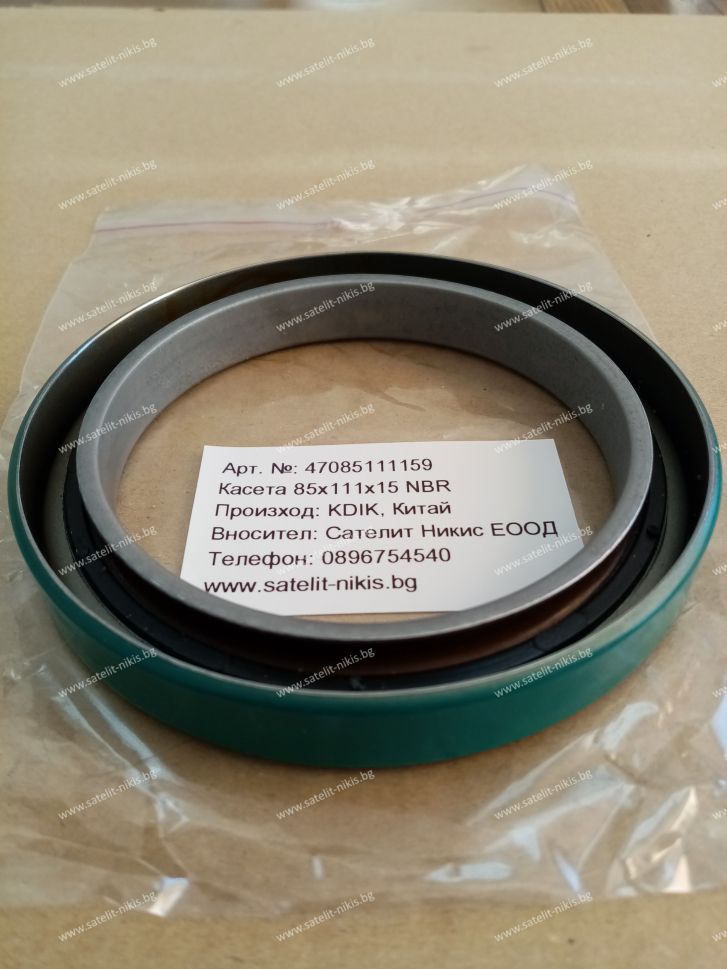 Арт. №: 47085111159
Касета 85x111x15 NBR
Произход: KDIK, Китай
Вносител: Сателит Никис ЕООД
Телефон: 0896754540
www.satelit-nikis.bg
www.satelit-nikis.bg